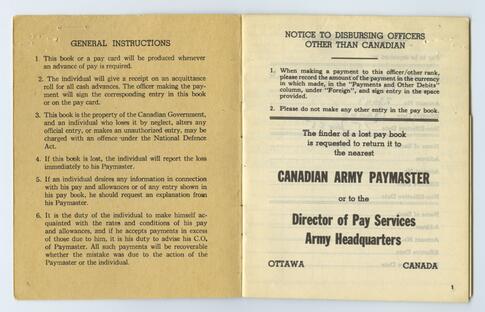 GENERAL INSTRUCTIONS
1. This book or a pay card will be produced whenever
an advance of pay is required.
2. The individual will give a receipt on an acquittance
roll for all cash advances. The officer making the pay-
ment will sign the corresponding entry in this book
or on the pay card.
3. This book is the property of the Canadian Government,
and an individual who loses it by neglect, alters any
official entry, or makes an unauthorized entry, may be
charged with an offence under the National Defence
Act.
4. If this book is lost, the individual will report the loss
immediately to his Paymaster.
5. If an individual desires any information in connection
with his pay and allowances or of any entry shown in
his pay book, he should request an explanation from
his Paymaster.
6. It is the duty of the individual to make himself ac-
quainted with the rates and conditions of his pay
and allowances, and if he accepts payments in excess
of those due to him, it is his duty to advise his C.O,
of Paymaster. All such payments will be recoverable
whether the mistake was due to the action of the
Paymaster or the individual.
NOTICE TO DISBURSING OFFICERS
OTHER THAN CANADIAN
1. When making a payment to this officer/other rank,
please record the amount of the payment in the currency
in which made, in the "Payments and Other Debits"
column, under "Foreign", and sign entry in the space
provided.
2. Please do not make any other entry in the pay book.
The finder of a lost pay book
is requested to return it to
the nearest
CANADIAN ARMY PAYMASTER
or to the
Director of Pay Services
Army Headquarters
OTTAWA CANADA
1